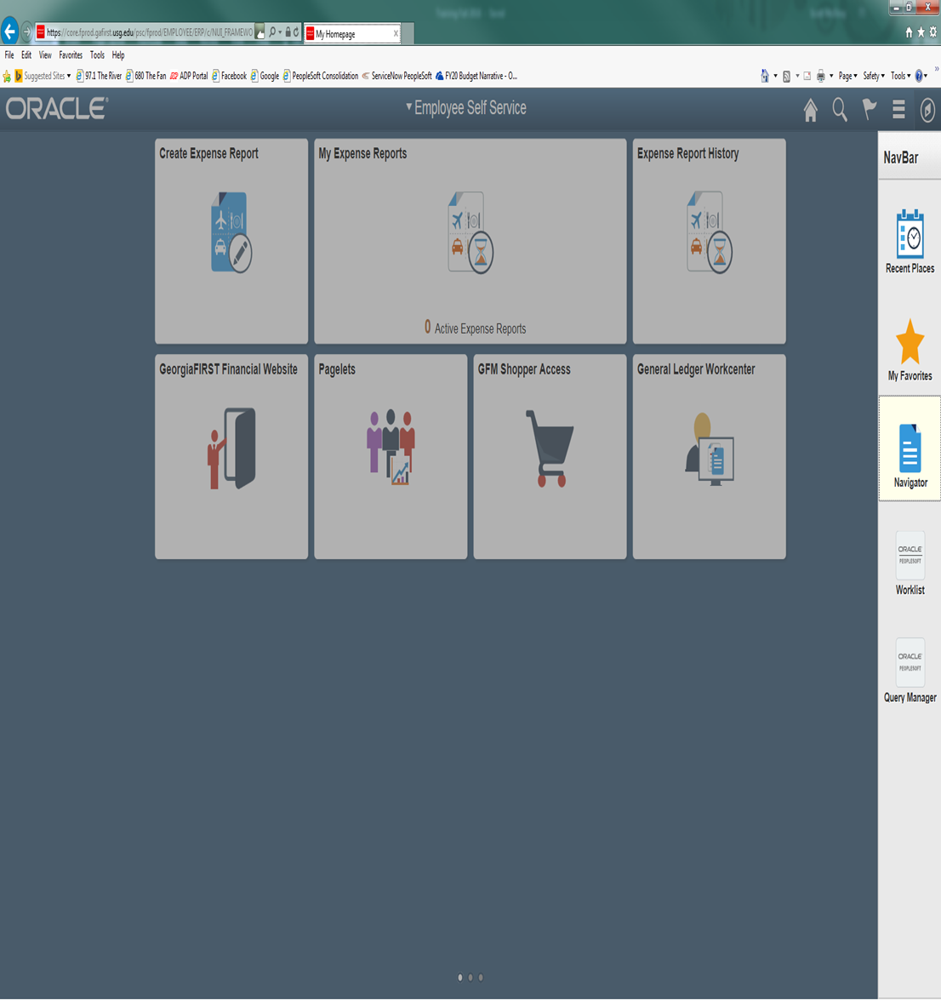 https://core.fprod.gafirst.usg.edu/psc/fprod/EMPLOYEE/ERP/c/NUI_FRAMEWO
My Homepage
File Edit View Favorites Tools Help
Suggested Sites 97.1 The River 680 The Fan ADP Portal Facebook Google PeopleSoft Consolidation ServiceNow PeopleSoft FY20 Budget Narrative - O...
Page Safety Tools
ORACLE
Employee Self Service
NavBar
Create Expense Report
My Expense Reports
Expense Report History
0 Active Expense Reports
Recent Places
My Favorites
GeorgiaFIRST Financial Website
Pagelets
GFM Shopper Access
General Ledger Workcenter
Navigator
ORACLE
PEOPLESOFT
Worklist
ORACLE
PEOPLESOFT
Query Manager